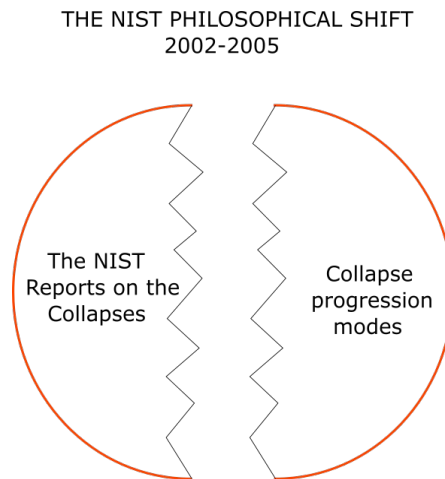 THE NIST PHILOSOPHICAL SHIFT
2002-2005
The NIST
Reports on the
Collapses
Collapse
progression
modes